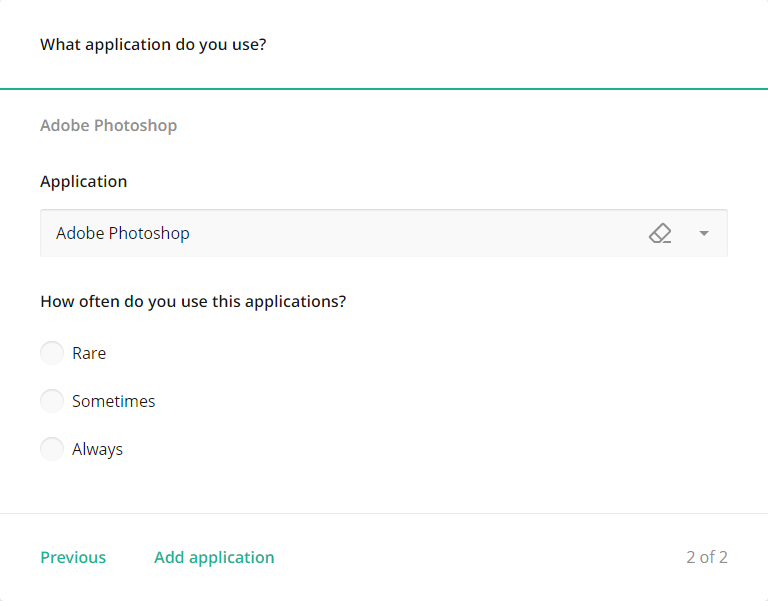 What application do you use?
Adobe Photoshop
Application
Adobe Photoshop
How often do you use this applications?
Rare
Sometimes
Always
Previous Add application 2 of 2